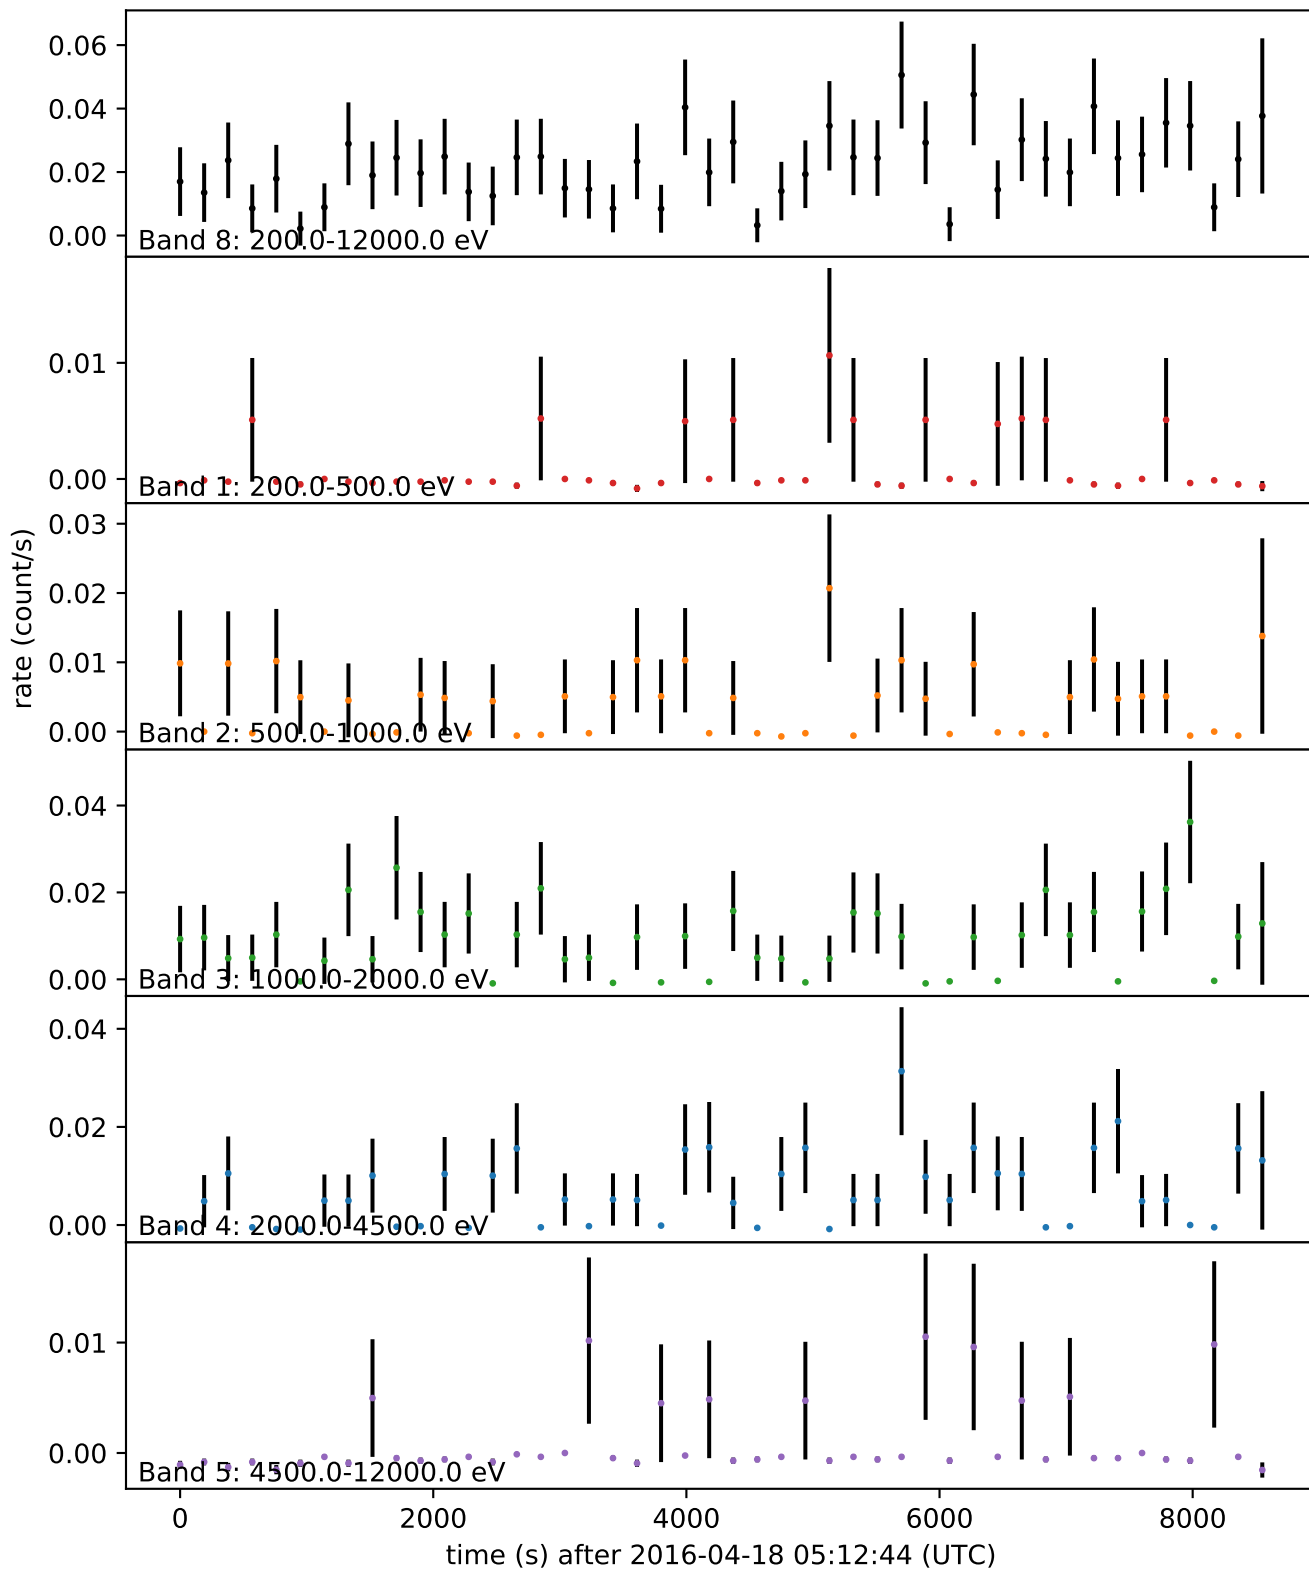 0.06
0.04
0.02
0.00
Band 8: 200.0-12000.0 eV
0.01
0.00
Band 1: 200.0-500.0 eV
rate (count/s)
0.03
0.02
0.01
0.00
Band 2: 500.0-1000.0 eV
0.04
0.02
0.00
Band 3: 1000.0-2000.0 eV
0.04
0.02
0.00
Band 4: 2000.0-4500.0 eV
0.01
0.00
Band 5: 4500.0-12000.0 eV
0 2000 4000 6000 8000
time (s) after 2016-04-18 05:12:44 (UTC)